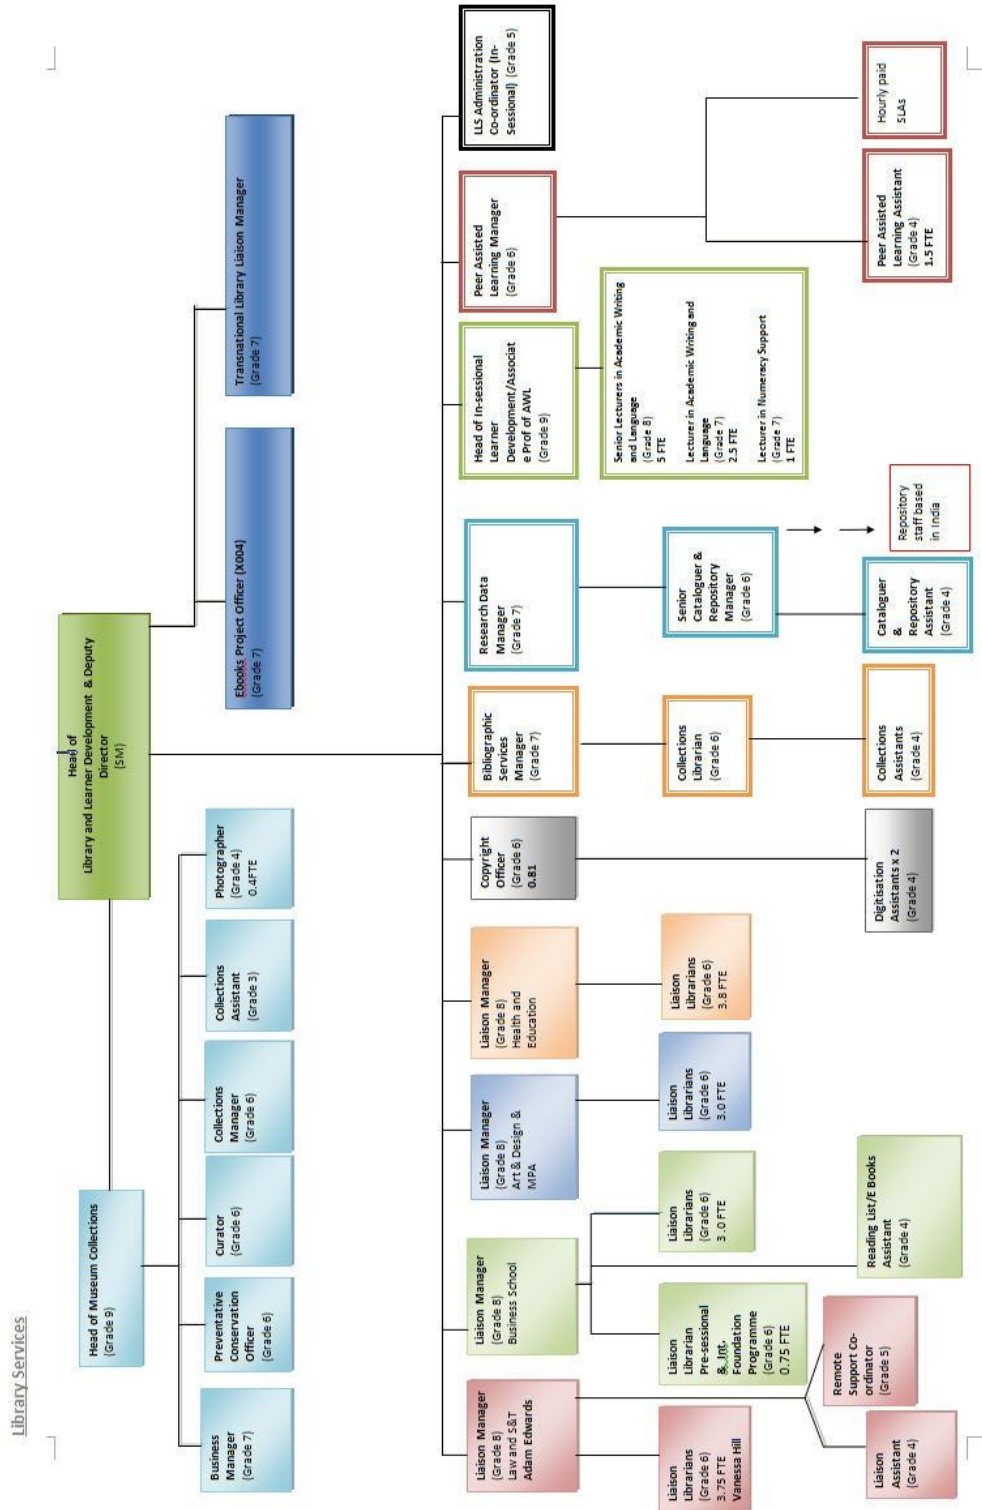 Library Services
Head of
Library and Learner Development & Deputy
Director
(SM)
Head of Museum Collections
(Grade 9)
Business
Manager
(Grade 7)
Preventative
Conservation
Officer
(Grade 6)
Curator
(Grade 6)
Collections
Manager
(Grade 6)
Collections
Assistant
(Grade 3)
Photographer
(Grade 4)
0.4FTE
Ebooks Project Officer (X004)
(Grade 7)
Transnational Library Liaison Manager
(Grade 7)
Liaison Manager
(Grade 8)
Law and S&T
Adam Edwards
Liaison Manager
(Grade 8)
Business School
Liaison Manager
(Grade 8)
Art & Design &
MPA
Liaison Manager
(Grade 8)
Health and
Education
Copyright
Officer
(Grade 6)
0.81
Bibliographic
Services
Manager
(Grade 7)
Research Data
Manager
(Grade 7)
Head of In-sessional
Learner
Development/Associat
e Prof of AWL
(Grade 9)
Peer Assisted
Learning Manager
(Grade 6)
LLS Administration
Co-ordinator (In-
Sessional) (Grade 5)
Liaison
Librarians
(Grade 6)
3.75 FTE
Vanessa Hill
Liaison
Librarian
Pre-sessional
& Int.
Foundation
Programme
(Grade 6)
0.75 FTE
Liaison
Librarians
(Grade 6)
3.0 FTE
Liaison
Librarians
(Grade 6)
3.0 FTE
Liaison
Librarians
(Grade 6)
3.8 FTE
Collections
Librarian
(Grade 6)
Senior
Cataloguer &
Repository
Manager
(Grade 6)
Senior Lecturers in Academic Writing
and Language
(Grade 8)
5 FTE
Lecturer in Academic Writing and
Language
(Grade 7)
2.5 FTE
Lecturer in Numeracy Support
(Grade 7)
1 FTE
Liaison
Assistant
(Grade 4)
Remote
Support Co-
ordinator
(Grade 5)
Reading List/E Books
Assistant
(Grade 4)
Digitisation
Assistants x 2
(Grade 4)
Collections
Assistants
(Grade 4)
Cataloguer
&
Repository
Assistant
(Grade 4)
Repository
staff based
in India
Peer Assisted
Learning Assistant
(Grade 4)
1.5 FTE
Hourly paid
SLAs